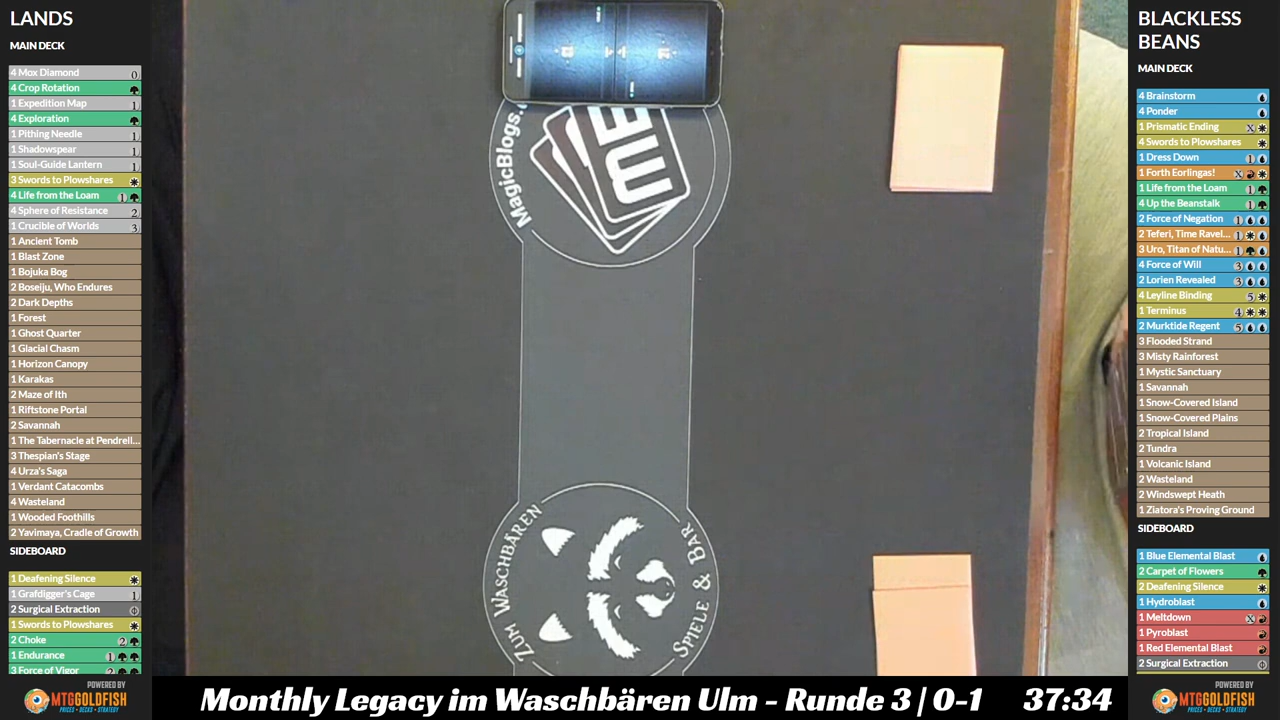 LANDS
MAIN DECK
4 Mox Diamond 0
4 Crop Rotation
1 Expedition Map 1
4 Exploration
1 Pithing Needle 1
1 Shadowspear 1
1 Soul-Guide Lantern 1
3 Swords to Plowshares
4 Life from the Loam 1
4 Sphere of Resistance 2
1 Crucible of Worlds 3
1 Ancient Tomb
1 Blast Zone
1 Bojuka Bog
2 Boseiju, Who Endures
2 Dark Depths
1 Forest
1 Ghost Quarter
1 Glacial Chasm
1 Horizon Canopy
1 Karakas
2 Maze of Ith
1 Riftstone Portal
2 Savannah
1 The Tabernacle at Pendrell...
3 Thespian's Stage
4 Urza's Saga
1 Verdant Catacombs
4 Wasteland
1 Wooded Foothills
2 Yavimaya, Cradle of Growth
SIDEBOARD
1 Deafening Silence
1 Grafdigger's Cage 1
2 Surgical Extraction
1 Swords to Plowshares
2 Choke 2
1 Endurance 1
3 Force of Vigor
POWERED BY
MTGGOLDFISH
PRICES • DECKS • STRATEGY
MagicBlogs.
ME
ZUM WASCHBÄREN
SPIELE & BAR
BLACKLESS
BEANS
MAIN DECK
4 Brainstorm
4 Ponder
1 Prismatic Ending X
4 Swords to Plowshares
1 Dress Down 1
1 Forth Eorlingas! X
1 Life from the Loam 1
4 Up the Beanstalk 1
2 Force of Negation 1
2 Teferi, Time Ravel... 1
3 Uro, Titan of Natu... 1
4 Force of Will 3
2 Lorien Revealed 3
4 Leyline Binding 5
1 Terminus 4
2 Murktide Regent 5
3 Flooded Strand
3 Misty Rainforest
1 Mystic Sanctuary
1 Savannah
1 Snow-Covered Island
1 Snow-Covered Plains
2 Tropical Island
2 Tundra
1 Volcanic Island
2 Wasteland
2 Windswept Heath
1 Ziatora's Proving Ground
SIDEBOARD
1 Blue Elemental Blast
2 Carpet of Flowers
2 Deafening Silence
1 Hydroblast
1 Meltdown X
1 Pyroblast
1 Red Elemental Blast
2 Surgical Extraction
POWERED BY
MTGGOLDFISH
PRICES • DECKS • STRATEGY
Monthly Legacy im Waschbären Ulm - Runde 3 | 0-1 37:34